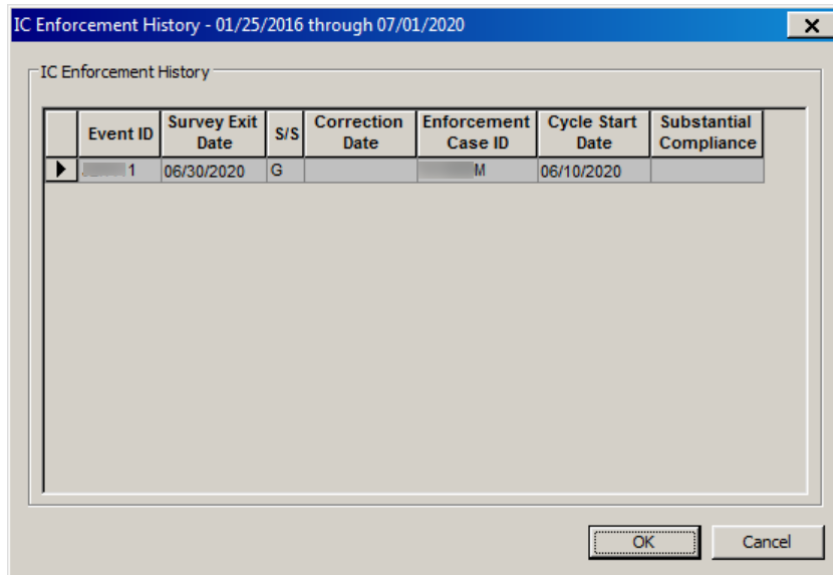 IC Enforcement History - 01/25/2016 through 07/01/2020
IC Enforcement History
Event ID Survey Exit Date S/S Correction Date Enforcement Case ID Cycle Start Date Substantial Compliance
1 06/30/2020 G M 06/10/2020
OK Cancel